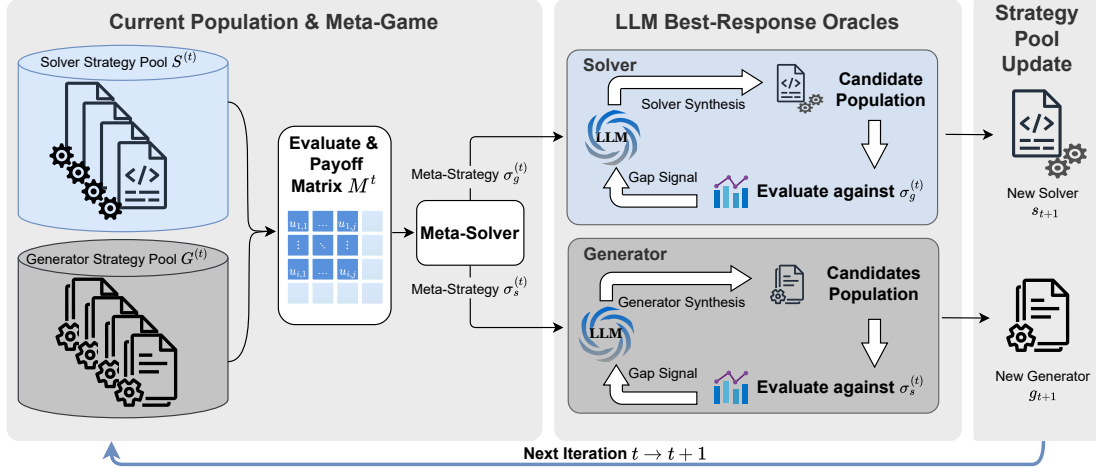 Current Population & Meta-Game
Solver Strategy Pool S^(t)
</>
Generator Strategy Pool G^(t)
Evaluate &
Payoff
Matrix M^t
u_{1,1} … u_{1,j}
⋮ ⋱ ⋮
u_{i,1} … u_{i,j}
Meta-Strategy σ_g^(t)
Meta-Solver
Meta-Strategy σ_s^(t)
LLM Best-Response Oracles
Solver
LLM
Solver Synthesis
</>
Candidate
Population
Gap Signal
Evaluate against σ_g^(t)
Generator
LLM
Generator Synthesis
Candidates
Population
Gap Signal
Evaluate against σ_s^(t)
Strategy
Pool
Update
</>
New Solver
s_{t+1}
New Generator
g_{t+1}
Next Iteration t → t + 1